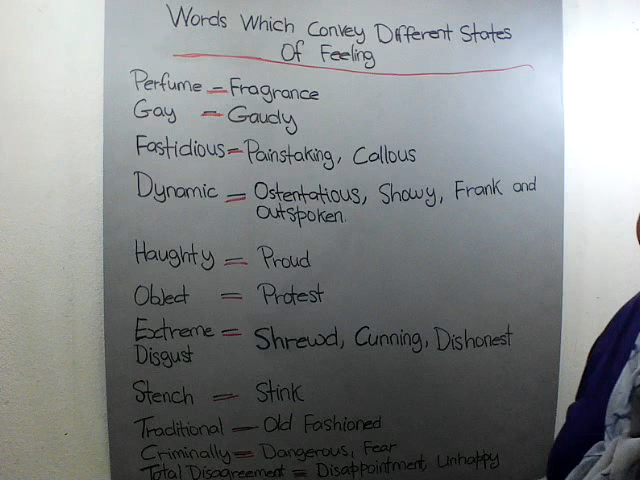 Words Which Convey Different States
Of Feeling
Perfume = Fragrance
Gay = Gaudy
Fastidious = Painstaking, Callous
Dynamic = Ostentatious, Showy, Frank and
outspoken.
Haughty = Proud
Object = Protest
Extreme = Shrewd, Cunning, Dishonest
Disgust
Stench = Stink
Traditional = Old Fashioned
Criminally = Dangerous, Fear
Total Disagreement = Disappointment, Unhappy